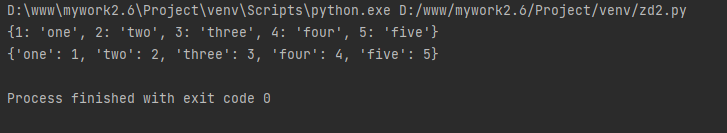 D:\www\mywork2.6\Project\venv\Scripts\python.exe D:/www/mywork2.6/Project/venv/zd2.py
{1: 'one', 2: 'two', 3: 'three', 4: 'four', 5: 'five'}
{'one': 1, 'two': 2, 'three': 3, 'four': 4, 'five': 5}
Process finished with exit code 0